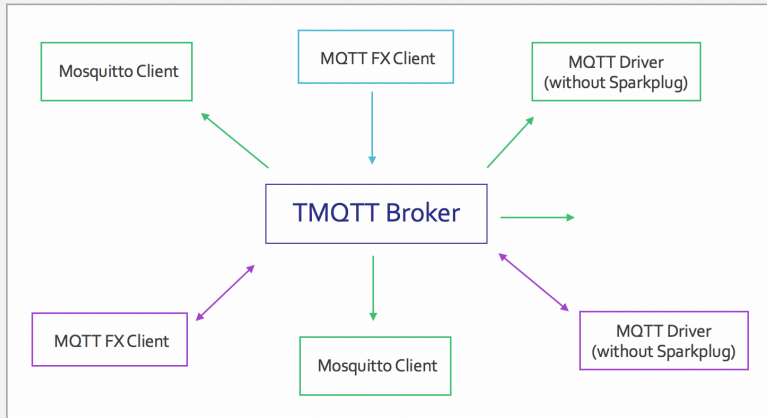 Mosquitto Client
MQTT FX Client
MQTT Driver
(without Sparkplug)
TMQTT Broker
MQTT FX Client
Mosquitto Client
MQTT Driver
(without Sparkplug)